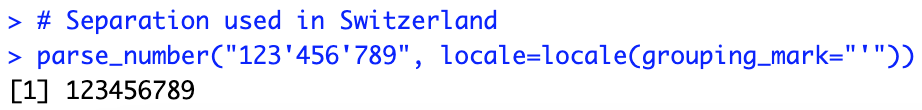 > # Separation used in Switzerland
> parse_number("123'456'789", locale=locale(grouping_mark="'"))
[1] 123456789